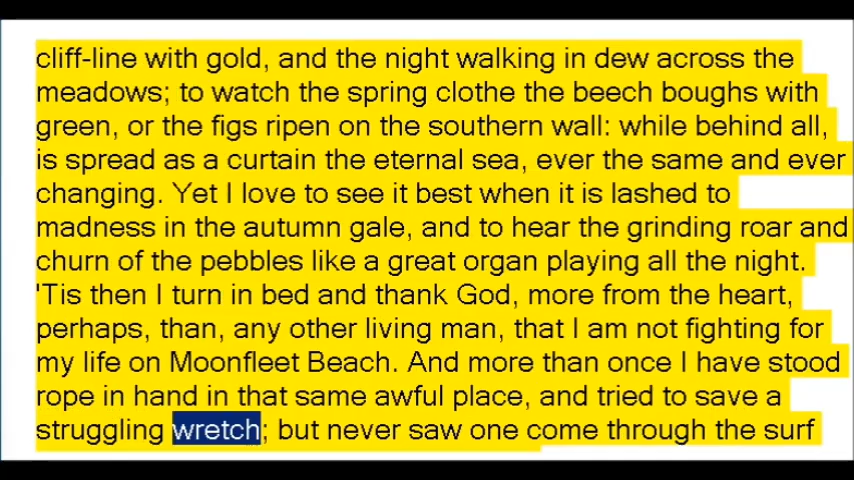 cliff-line with gold, and the night walking in dew across the
meadows; to watch the spring clothe the beech boughs with
green, or the figs ripen on the southern wall: while behind all,
is spread as a curtain the eternal sea, ever the same and ever
changing. Yet I love to see it best when it is lashed to
madness in the autumn gale, and to hear the grinding roar and
churn of the pebbles like a great organ playing all the night.
'Tis then I turn in bed and thank God, more from the heart,
perhaps, than, any other living man, that I am not fighting for
my life on Moonfleet Beach. And more than once I have stood
rope in hand in that same awful place, and tried to save a
struggling wretch; but never saw one come through the surf